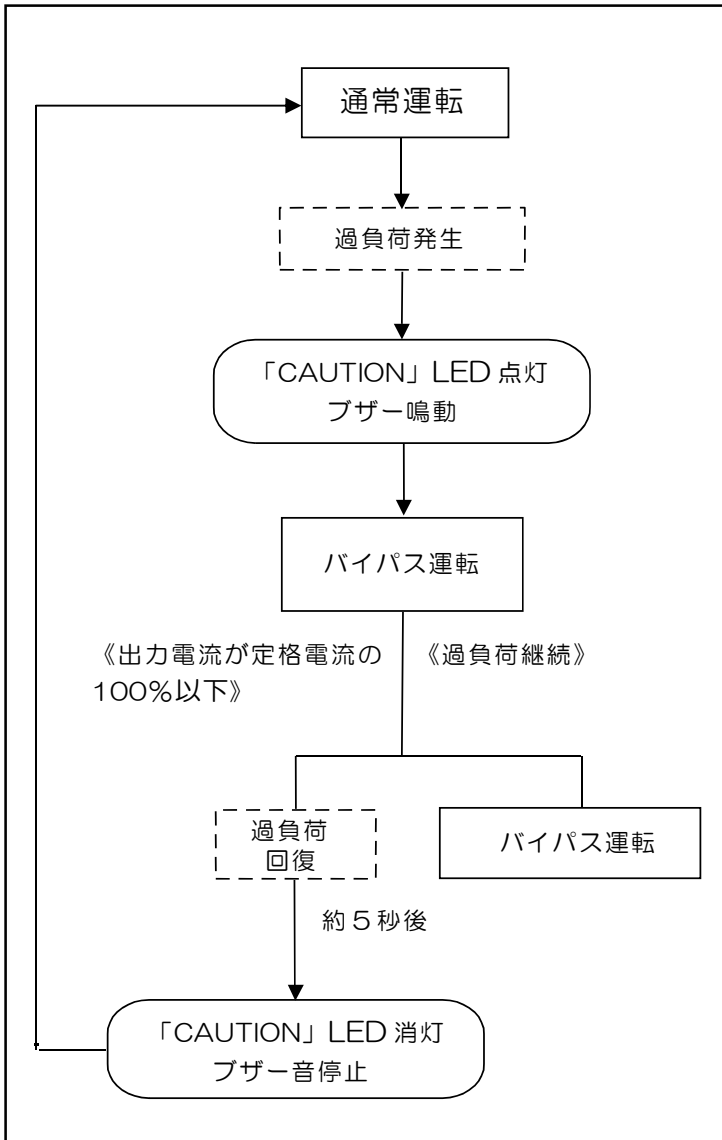 通常運転
過負荷発生
「CAUTION」LED 点灯
ブザー鳴動
バイパス運転
《出力電流が定格電流の
100%以下》
《過負荷継続》
過負荷
回復
バイパス運転
約5秒後
「CAUTION」LED 消灯
ブザー音停止